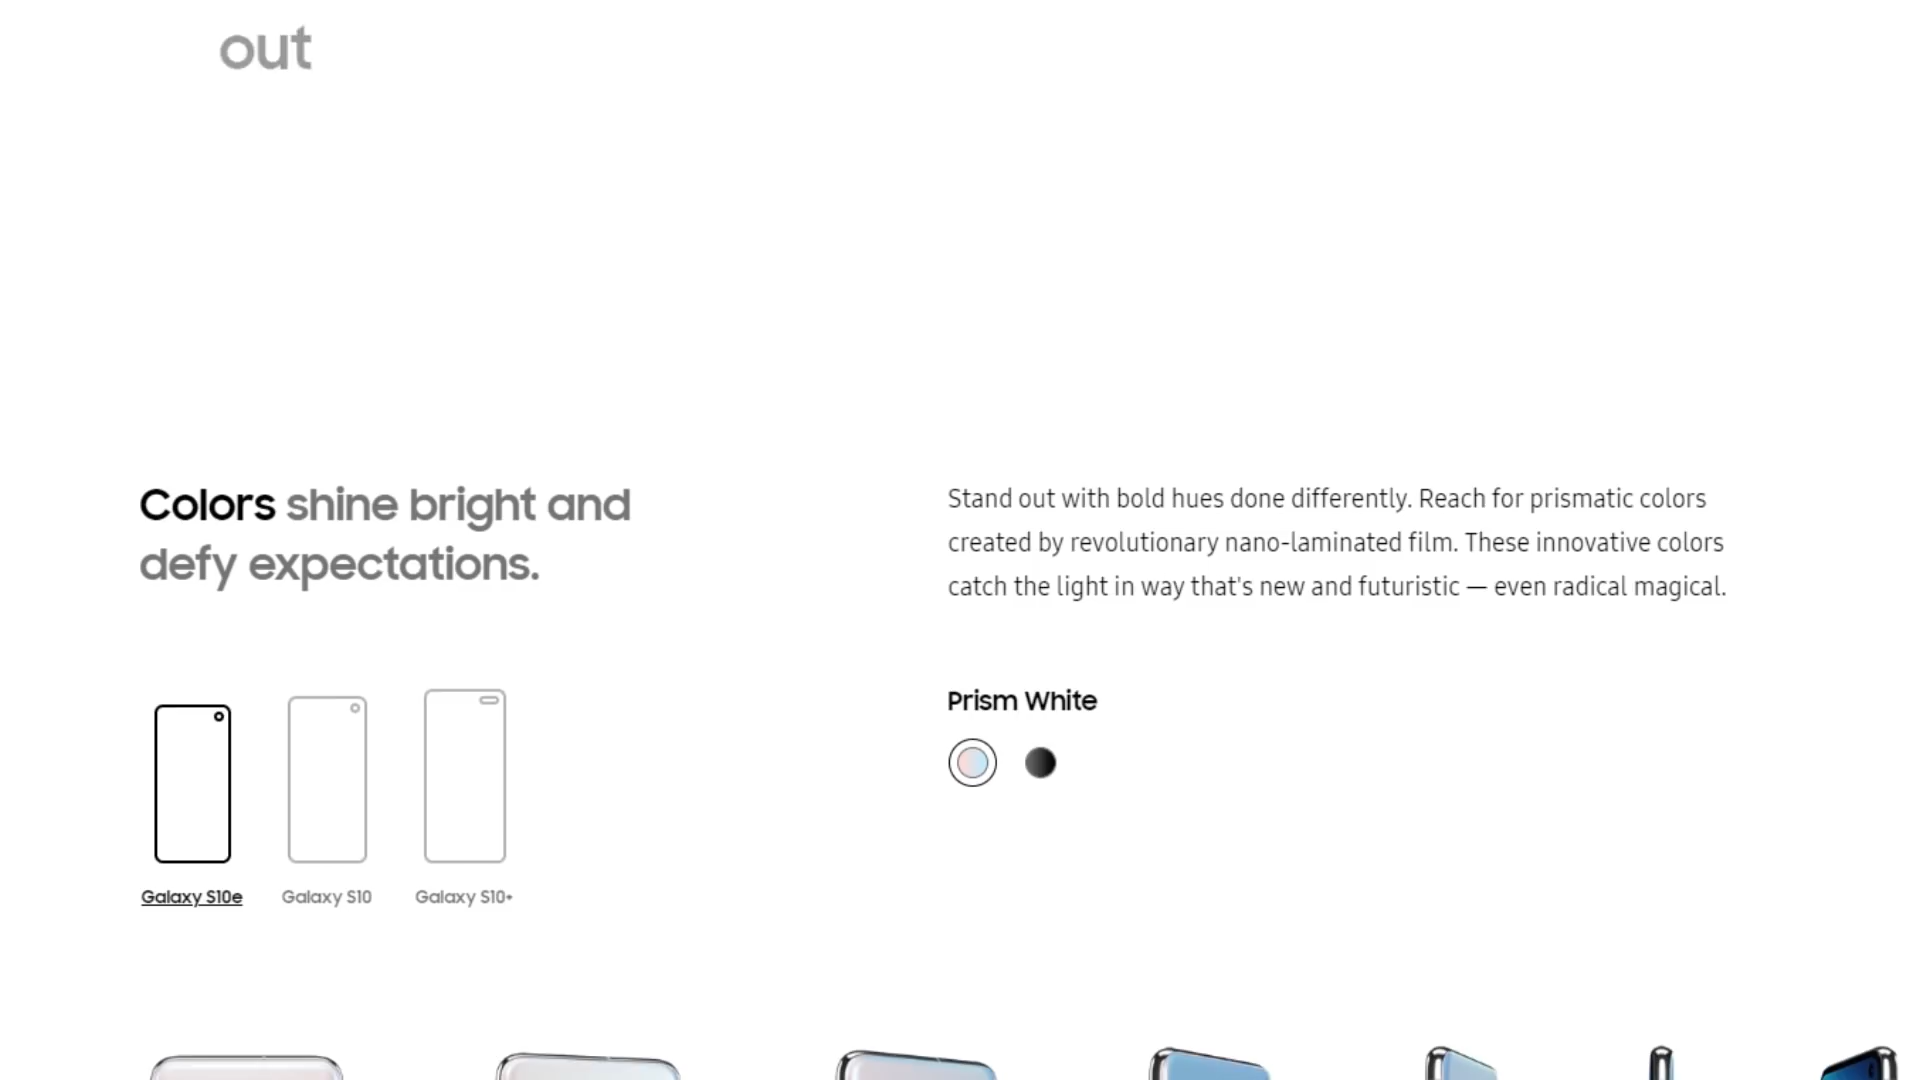 out
Colors shine bright and
defy expectations.
Stand out with bold hues done differently. Reach for prismatic colors
created by revolutionary nano-laminated film. These innovative colors
catch the light in way that's new and futuristic — even radical magical.
Prism White
Galaxy S10e
Galaxy S10
Galaxy S10+